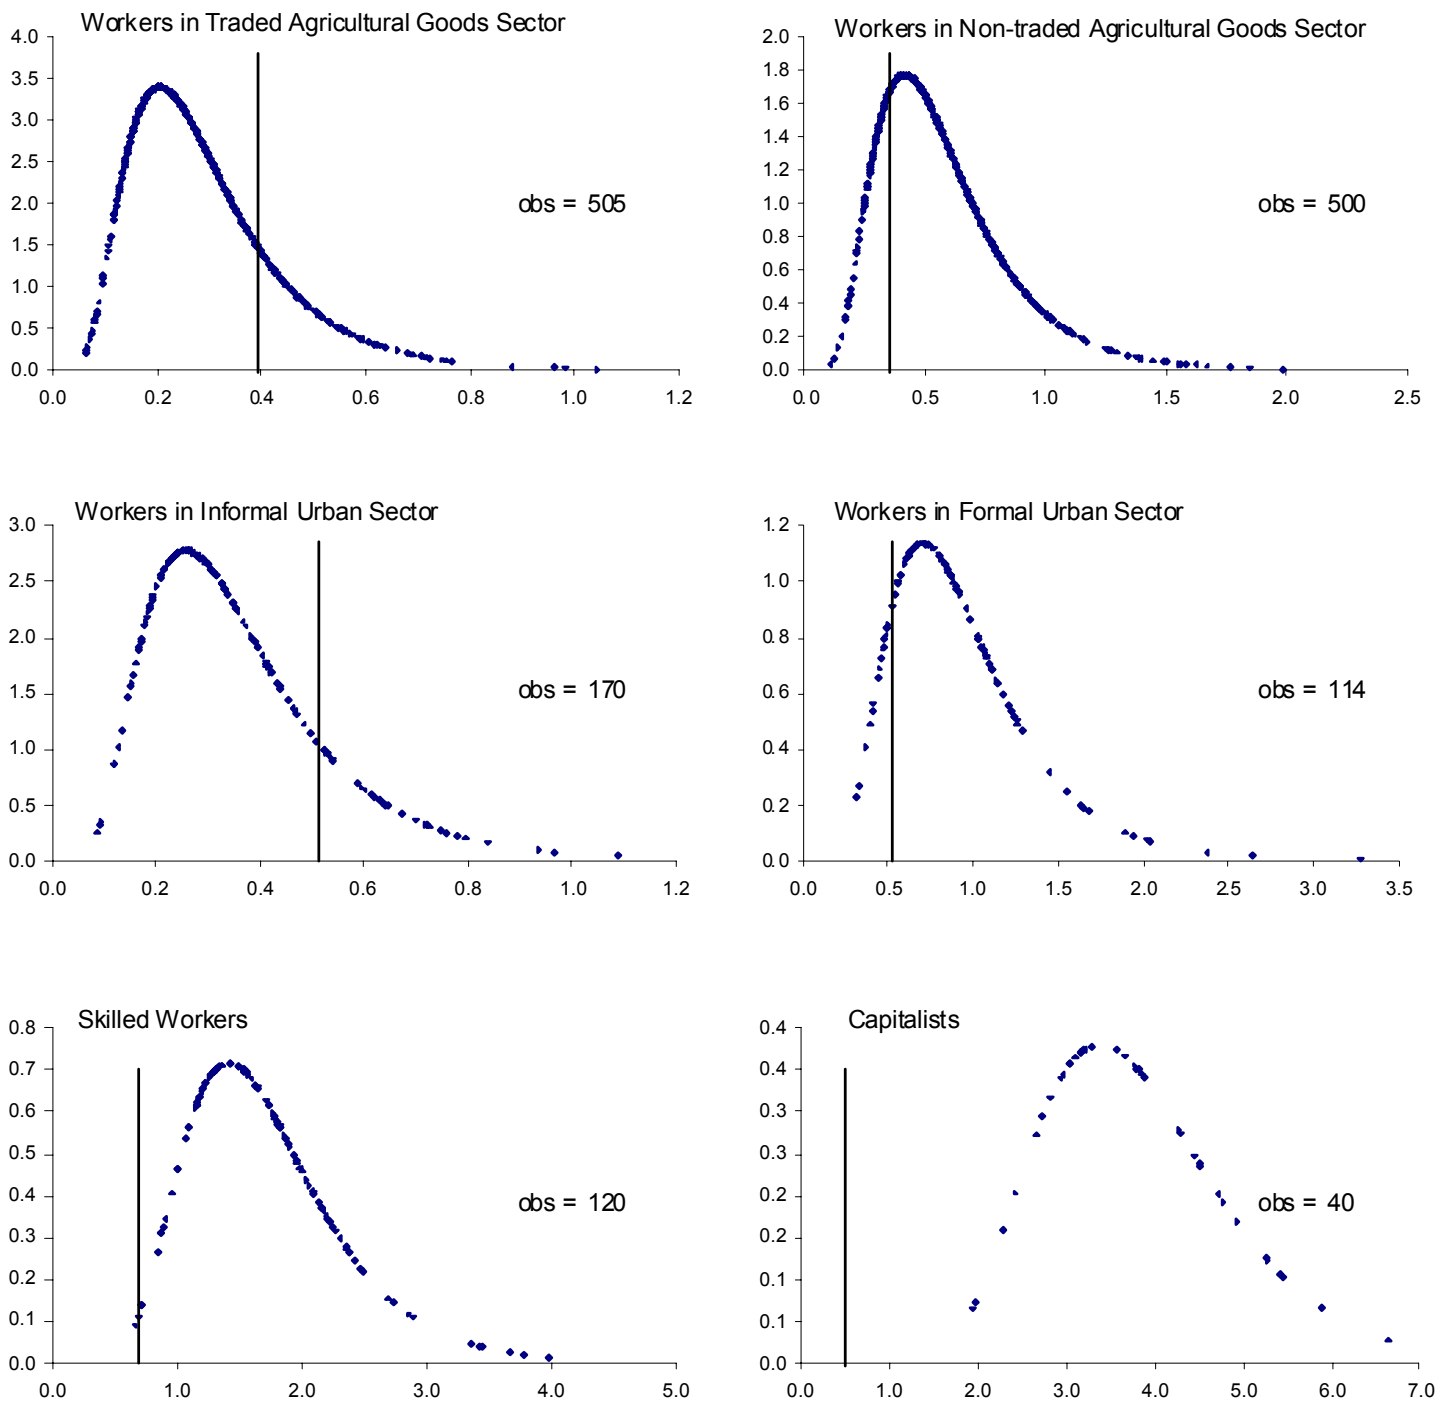 Workers in Traded Agricultural Goods Sector
4.0
3.5
3.0
2.5
2.0
1.5
1.0
0.5
0.0
obs = 505
0.0 0.2 0.4 0.6 0.8 1.0 1.2
Workers in Non-traded Agricultural Goods Sector
2.0
1.8
1.6
1.4
1.2
1.0
0.8
0.6
0.4
0.2
0.0
obs = 500
0.0 0.5 1.0 1.5 2.0 2.5
Workers in Informal Urban Sector
3.0
2.5
2.0
1.5
1.0
0.5
0.0
obs = 170
0.0 0.2 0.4 0.6 0.8 1.0 1.2
Workers in Formal Urban Sector
1.2
1.0
0.8
0.6
0.4
0.2
0.0
obs = 114
0.0 0.5 1.0 1.5 2.0 2.5 3.0 3.5
Skilled Workers
0.8
0.7
0.6
0.5
0.4
0.3
0.2
0.1
0.0
obs = 120
0.0 1.0 2.0 3.0 4.0 5.0
Capitalists
0.4
0.4
0.3
0.3
0.2
0.2
0.1
0.1
0.0
obs = 40
0.0 1.0 2.0 3.0 4.0 5.0 6.0 7.0